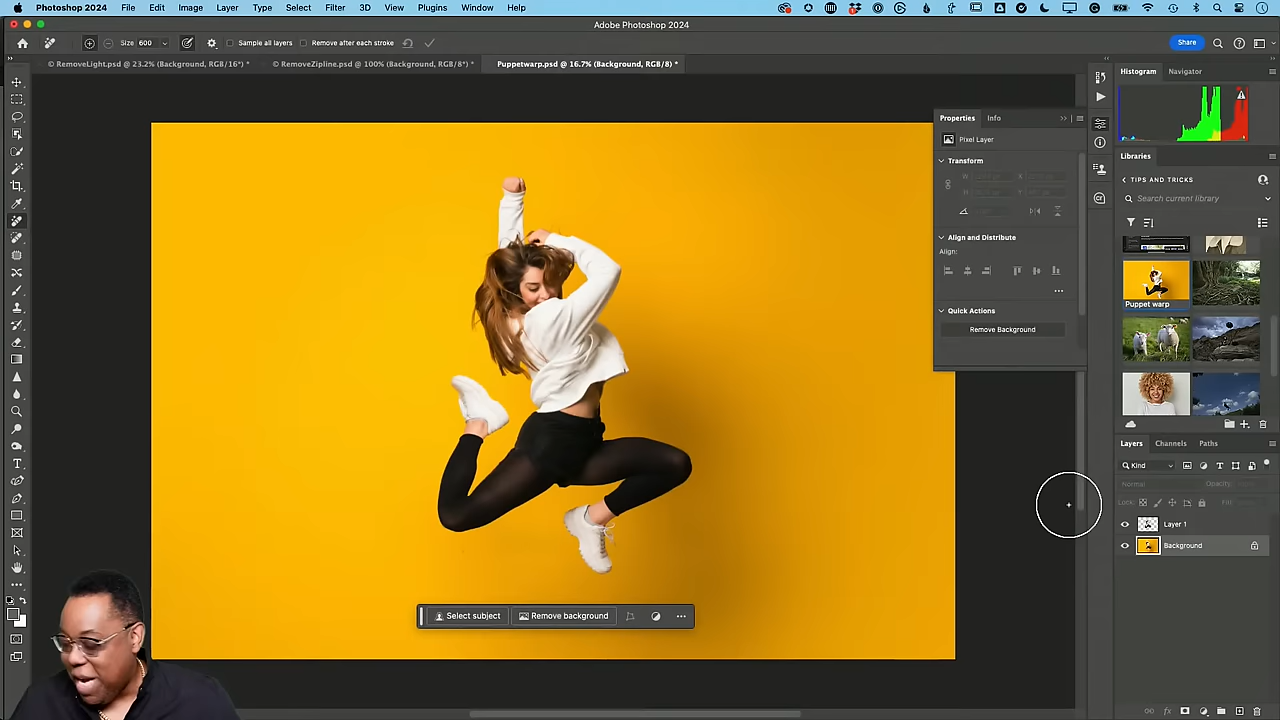 Photoshop 2024 File Edit Image Layer Type Select Filter 3D View Plugins Window Help
Adobe Photoshop 2024
Size 600 Sample all layers Remove after each stroke Share
© RemoveLight.psd @ 23.2% (Background, RGB/16*) * © RemoveZipline.psd @ 100% (Background, RGB/8*) * Puppetwarp.psd @ 16.7% (Background, RGB/8) *
Histogram Navigator
Properties Info
Pixel Layer
Transform
W X
H Y
Align and Distribute
Align:
Quick Actions
Remove Background
Libraries
TIPS AND TRICKS
Search current library
Puppet warp
Layers Channels Paths
Kind
Normal Opacity:
Lock: Fill:
Layer 1
Background
Select subject Remove background